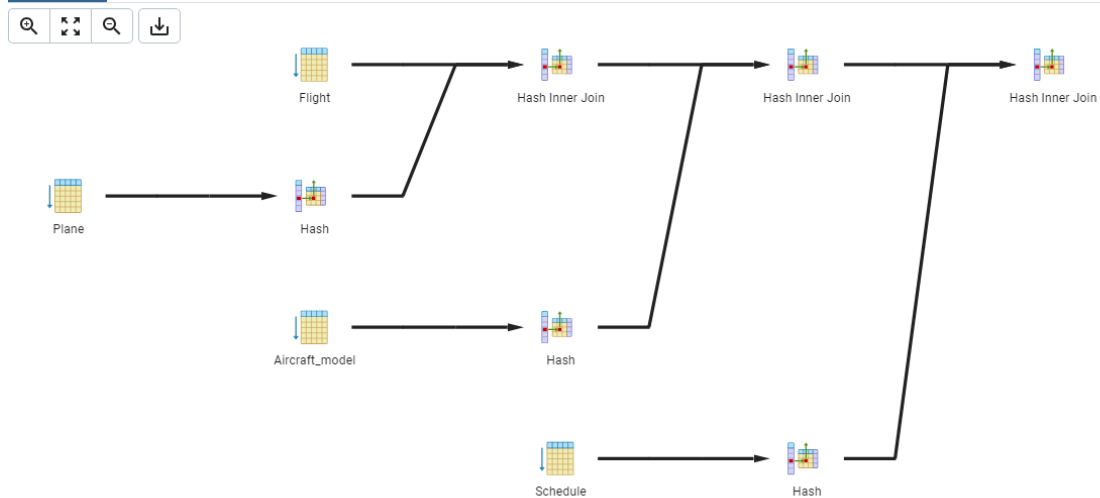 Flight
Hash Inner Join
Hash Inner Join
Hash Inner Join
Plane
Hash
Aircraft_model
Hash
Schedule
Hash